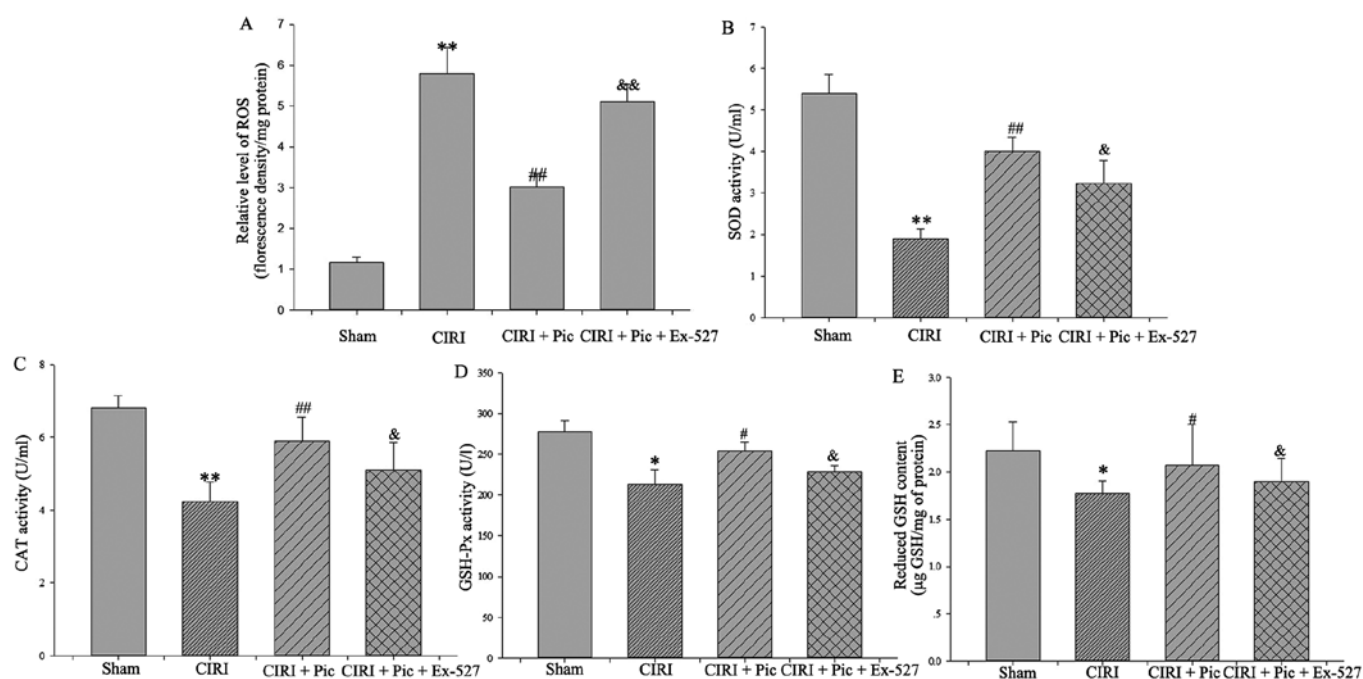 A
Relative level of ROS
(florescence density/mg protein)
7
6
5
4
3
2
1
0
**
##
&&
Sham
CIRI
CIRI + Pic
CIRI + Pic + Ex-527
B
SOD activity (U/ml)
7
6
5
4
3
2
1
0
**
##
&
Sham
CIRI
CIRI + Pic
CIRI + Pic + Ex-527
C
CAT activity (U/ml)
8
6
4
2
0
**
##
&
Sham
CIRI
CIRI + Pic
CIRI + Pic + Ex-527
D
GSH-Px activity (U/l)
350
300
250
200
150
100
50
0
*
#
&
Sham
CIRI
CIRI + Pic
CIRI + Pic + Ex-527
E
Reduced GSH content
(μg GSH/mg of protein)
3.0
2.5
2.0
1.5
1.0
0.5
0.0
*
#
&
Sham
CIRI
CIRI + Pic
CIRI + Pic + Ex-527